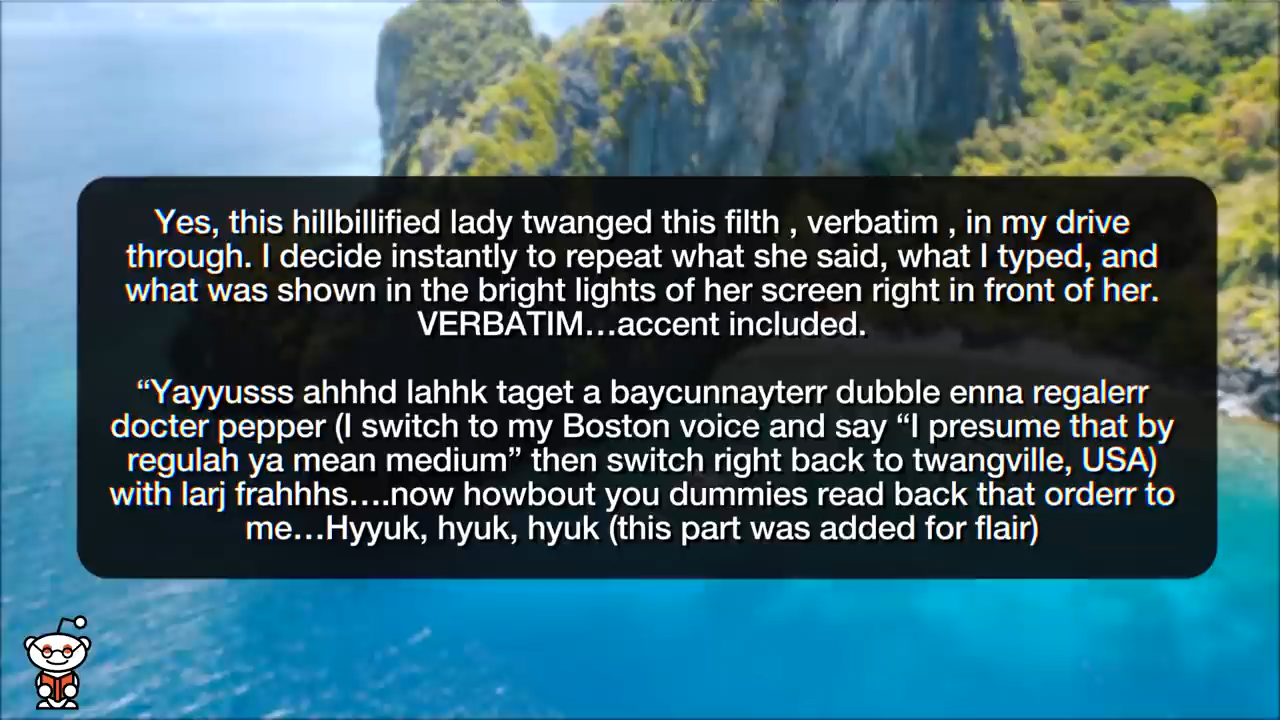 Yes, this hillbillified lady twanged this filth , verbatim , in my drive
through. I decide instantly to repeat what she said, what I typed, and
what was shown in the bright lights of her screen right in front of her.
VERBATIM…accent included.
“Yayyusss ahhhd lahhk taget a baycunnayterr dubble enna regalerr
docter pepper (I switch to my Boston voice and say “I presume that by
regulah ya mean medium” then switch right back to twangville, USA)
with larj frahhhs….now howbout you dummies read back that orderr to
me…Hyyuk, hyuk, hyuk (this part was added for flair)